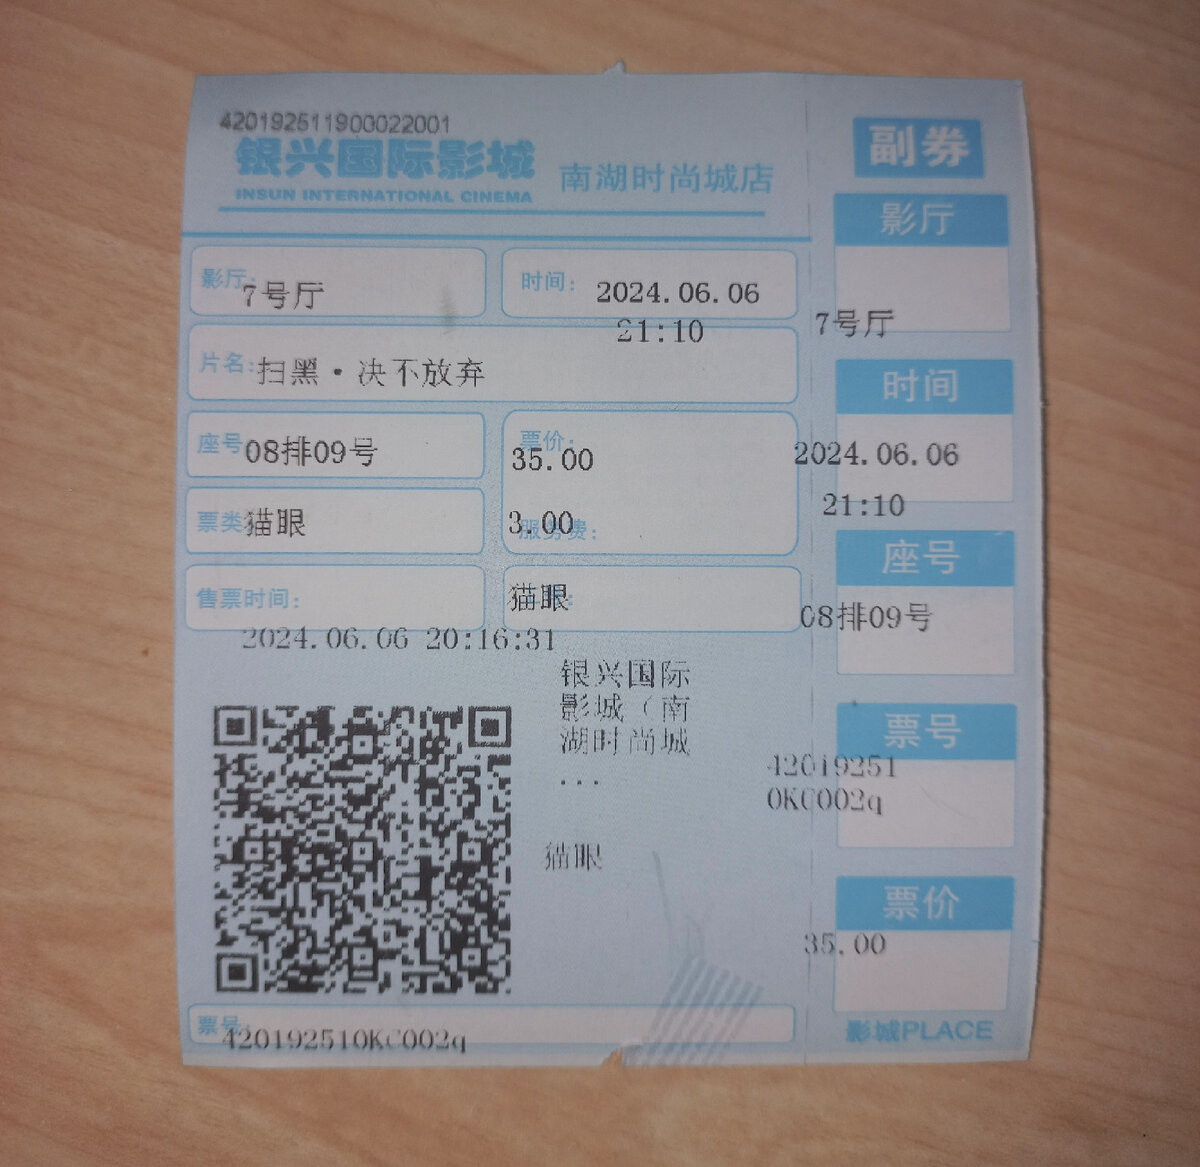 420192511900022001
银兴国际影城 南湖时尚城店
INSUN INTERNATIONAL CINEMA
影厅: 7号厅
时间: 2024.06.06
21:10
片名: 扫黑·决不放弃
座号 08排09号
票价: 35.00
票类 猫眼
服务费: 3.00
售票时间:
猫眼
2024.06.06 20:16:31
银兴国际
影城（南
湖时尚城
...
猫眼
票号: 420192510KC002q
副券
影厅
7号厅
时间
2024.06.06
21:10
座号
08排09号
票号
42019251
0KC002q
票价
35.00
影城PLACE